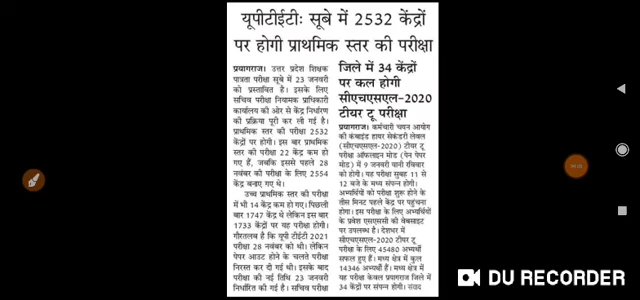 यूपीटीईटी: सूबे में 2532 केंद्रों
पर होगी प्राथमिक स्तर की परीक्षा
प्रयागराज। उत्तर प्रदेश शिक्षक
पात्रता परीक्षा सूबे में 23 जनवरी
को प्रस्तावित है। इसके लिए
सचिव परीक्षा नियामक प्राधिकारी
कार्यालय की ओर से केंद्र निर्धारण
की प्रक्रिया पूरी कर ली गई है।
प्राथमिक स्तर की परीक्षा 2532
केंद्रों पर होगी। इस बार प्राथमिक
स्तर की परीक्षा 22 केंद्र कम हो
गए हैं, जबकि इससे पहले 28
नवंबर की परीक्षा के लिए 2554
केंद्र बनाए गए थे।
उच्च प्राथमिक स्तर की परीक्षा
में भी 14 केंद्र कम हो गए। पिछली
बार 1747 केंद्र थे लेकिन इस बार
1733 केंद्रों पर यह परीक्षा होगी।
गौरतलब है कि यूपी टीईटी 2021
परीक्षा 28 नवंबर को थी। लेकिन
पेपर आउट होने के चलते परीक्षा
निरस्त कर दी गई थी। इसके बाद
परीक्षा की नई तिथि 23 जनवरी
निर्धारित की गई है। सचिव परीक्षा
जिले में 34 केंद्रों
पर कल होगी
सीएचएसएल-2020
टीयर टू परीक्षा
प्रयागराज। कर्मचारी चयन आयोग
की कंबाइंड हायर सेकेंडरी लेवल
(सीएचएसएल-2020) टीयर टू
परीक्षा ऑफलाइन मोड (पेन पेपर
मोड) में 9 जनवरी यानी रविवार
को होगी। यह परीक्षा सुबह 11 से
12 बजे के मध्य संपन्न होगी।
अभ्यर्थियों को परीक्षा शुरू होने के
तीस मिनट पहले केंद्र पर पहुंचना
होगा। इस परीक्षा के लिए अभ्यर्थियों
के प्रवेश एसएससी की वेबसाइट
पर उपलब्ध है। देशभर में
सीएचएसएल-2020 टीयर टू
परीक्षा के लिए 45480 अभ्यर्थी
सफल हुए हैं। मध्य क्षेत्र में कुल
14346 अभ्यर्थी हैं। मध्य क्षेत्र में
यह परीक्षा केवल प्रयागराज जिले में
34 केंद्रों पर संपन्न होगी। संवाद
DU RECORDER